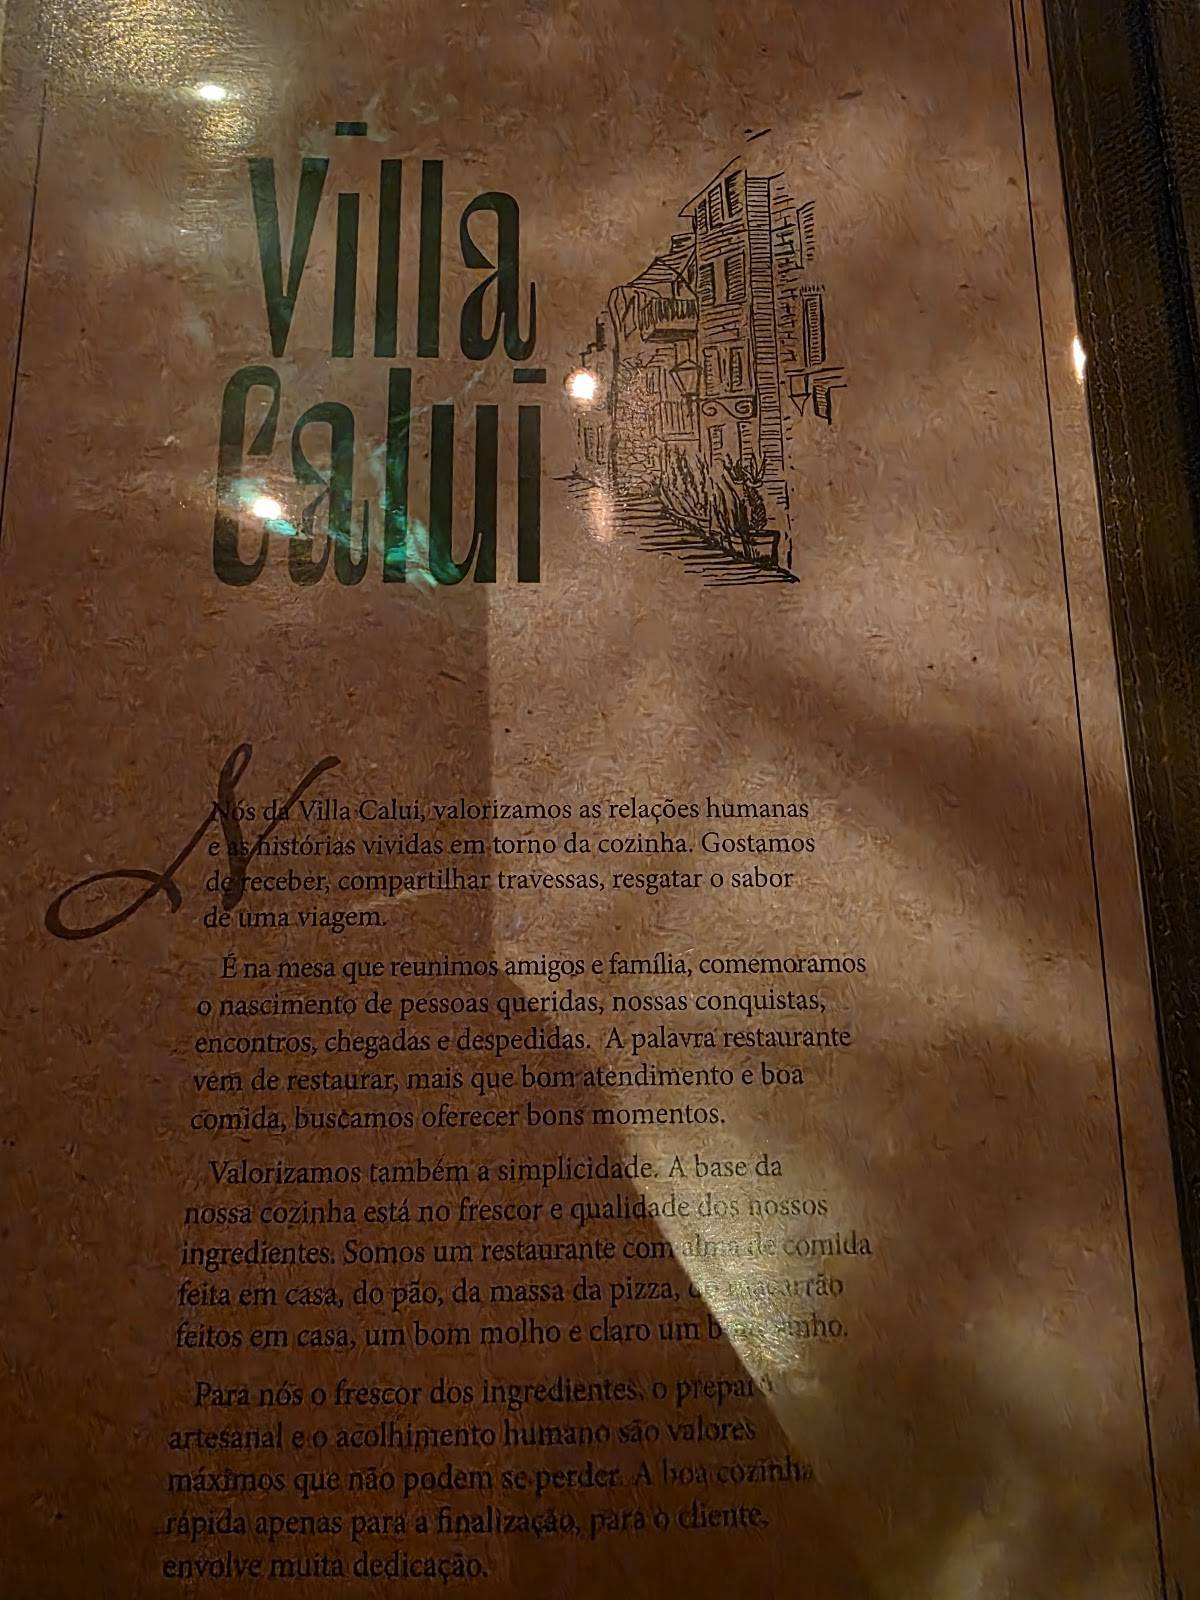 Villa
Calui
Nós da Villa Calui, valorizamos as relações humanas
e as histórias vividas em torno da cozinha. Gostamos
de receber, compartilhar travessas, resgatar o sabor
de uma viagem.
É na mesa que reunimos amigos e família, comemoramos
o nascimento de pessoas queridas, nossas conquistas,
encontros, chegadas e despedidas. A palavra restaurante
vem de restaurar, mais que bom atendimento e boa
comida, buscamos oferecer bons momentos.
Valorizamos também a simplicidade. A base da
nossa cozinha está no frescor e qualidade dos nossos
ingredientes. Somos um restaurante com alma de comida
feita em casa, do pão, da massa da pizza, do macarrão
feitos em casa, um bom molho e claro um bom vinho.
Para nós o frescor dos ingredientes, o preparo
artesanal e o acolhimento humano são valores
máximos que não podem se perder. A boa cozinha
rápida apenas para a finalização, para o cliente,
envolve muita dedicação.